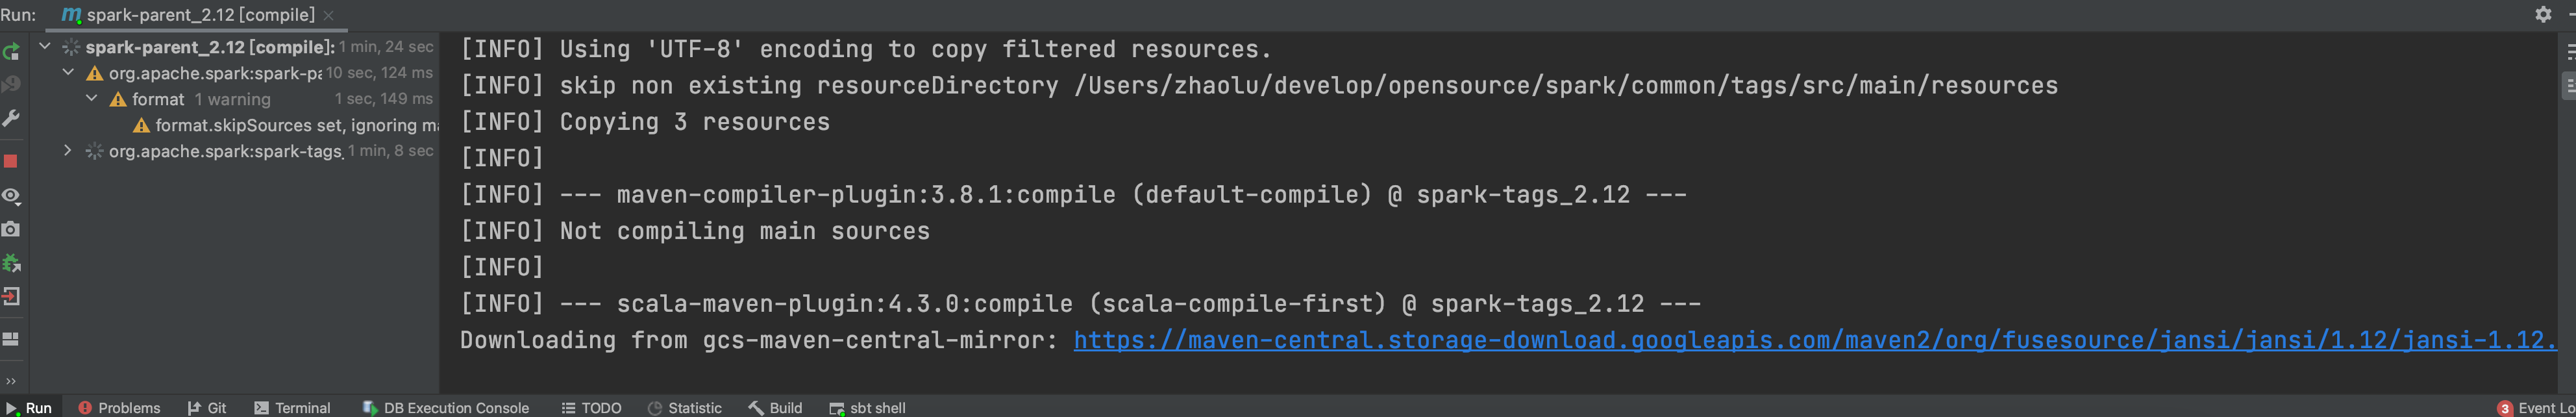 Run: m spark-parent_2.12 [compile] ×
spark-parent_2.12 [compile]: 1 min, 24 sec
org.apache.spark:spark-pa 10 sec, 124 ms
format 1 warning 1 sec, 149 ms
format.skipSources set, ignoring ma
org.apache.spark:spark-tags_ 1 min, 8 sec
[INFO] Using 'UTF-8' encoding to copy filtered resources.
[INFO] skip non existing resourceDirectory /Users/zhaolu/develop/opensource/spark/common/tags/src/main/resources
[INFO] Copying 3 resources
[INFO]
[INFO] --- maven-compiler-plugin:3.8.1:compile (default-compile) @ spark-tags_2.12 ---
[INFO] Not compiling main sources
[INFO]
[INFO] --- scala-maven-plugin:4.3.0:compile (scala-compile-first) @ spark-tags_2.12 ---
Downloading from gcs-maven-central-mirror: https://maven-central.storage-download.googleapis.com/maven2/org/fusesource/jansi/jansi/1.12/jansi-1.12.
Run Problems Git Terminal DB Execution Console TODO Statistic Build sbt shell 3 Event Lo